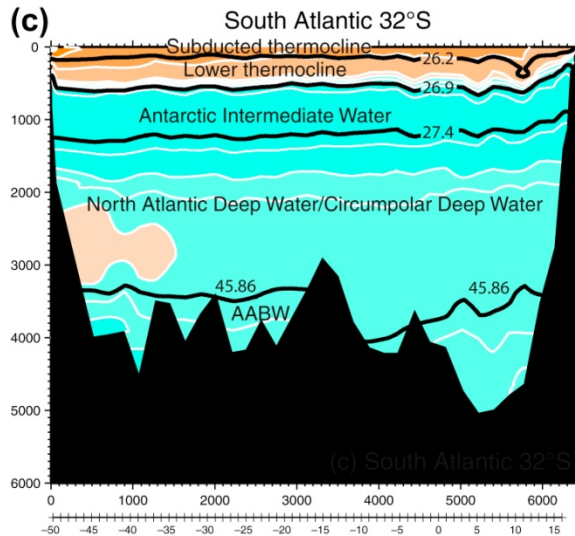 (c)
South Atlantic 32°S
0
Subducted thermocline
26.2
Lower thermocline
26.9
Antarctic Intermediate Water
1000
27.4
2000
North Atlantic Deep Water/Circumpolar Deep Water
3000
45.86
45.86
AABW
4000
5000
(c) South Atlantic 32°S
6000
0 1000 2000 3000 4000 5000 6000
-50 -45 -40 -35 -30 -25 -20 -15 -10 -5 0 5 10 15